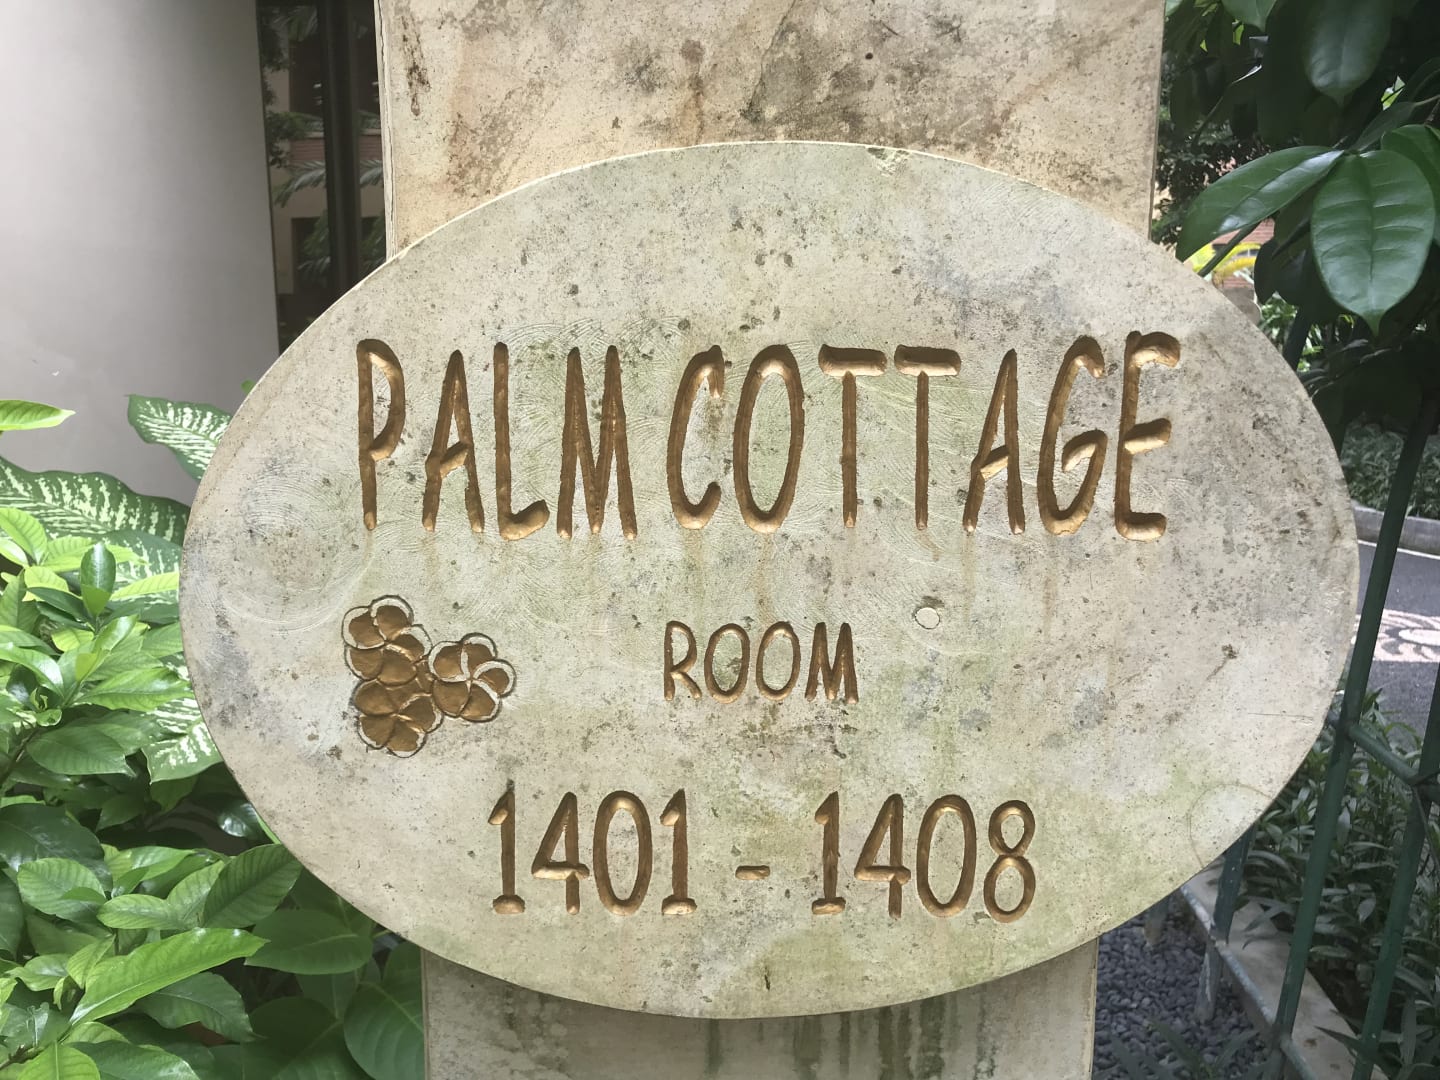 PALM COTTAGE
ROOM
1401 - 1408